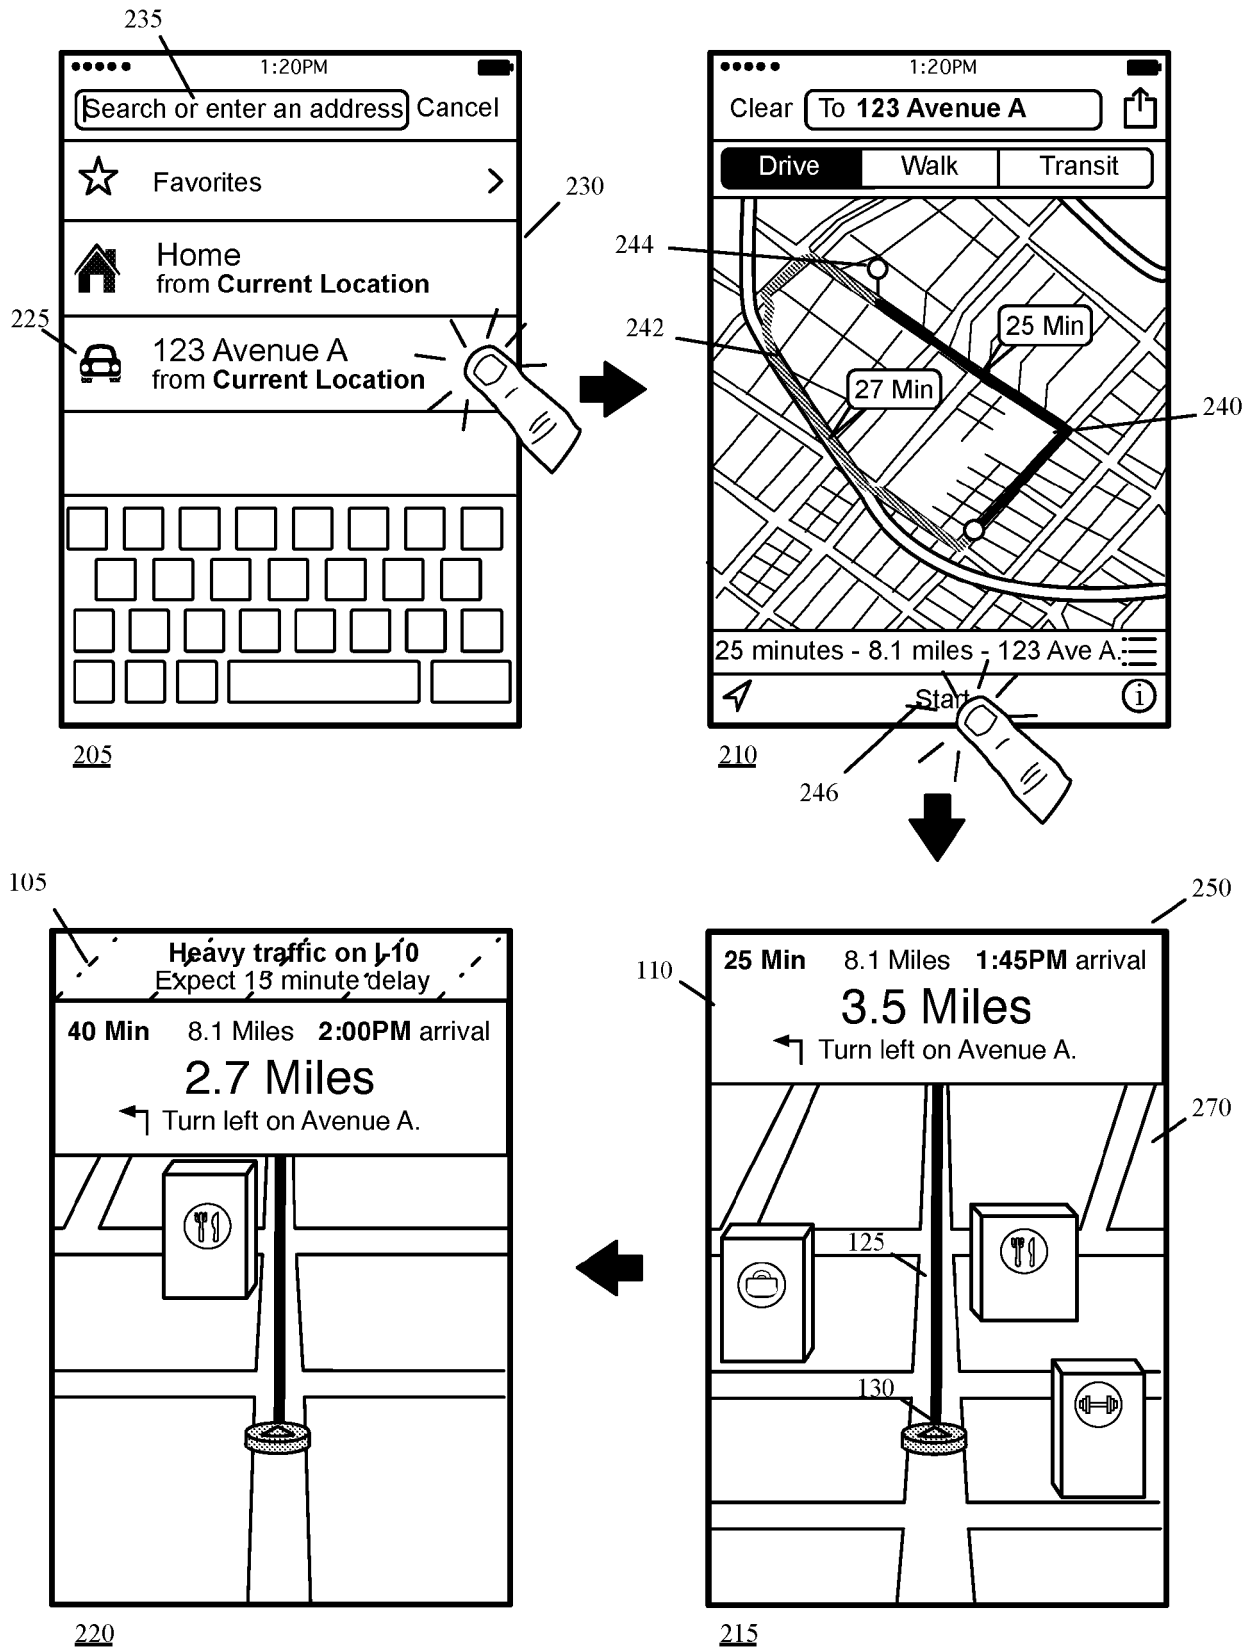 235
1:20PM
Search or enter an address Cancel
Favorites
230
Home
from Current Location
225
123 Avenue A
from Current Location
205
1:20PM
Clear To 123 Avenue A
Drive Walk Transit
244
242
25 Min
27 Min
240
25 minutes - 8.1 miles - 123 Ave A.
Start
i
210
246
105
Heavy traffic on I-10
Expect 15 minute delay
40 Min 8.1 Miles 2:00PM arrival
2.7 Miles
Turn left on Avenue A.
220
250
110
25 Min 8.1 Miles 1:45PM arrival
3.5 Miles
Turn left on Avenue A.
270
125
130
215